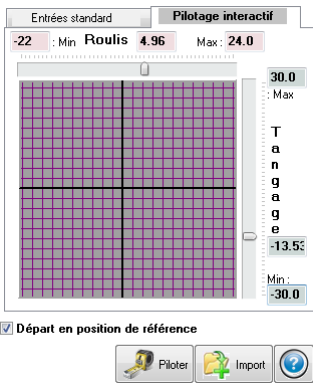 Entrées standard Pilotage interactif
-22 : Min Roulis 4.96 Max : 24.0
30.0
: Max
Tangage
-13.53
Min :
-30.0
Départ en position de référence
Piloter Import ?